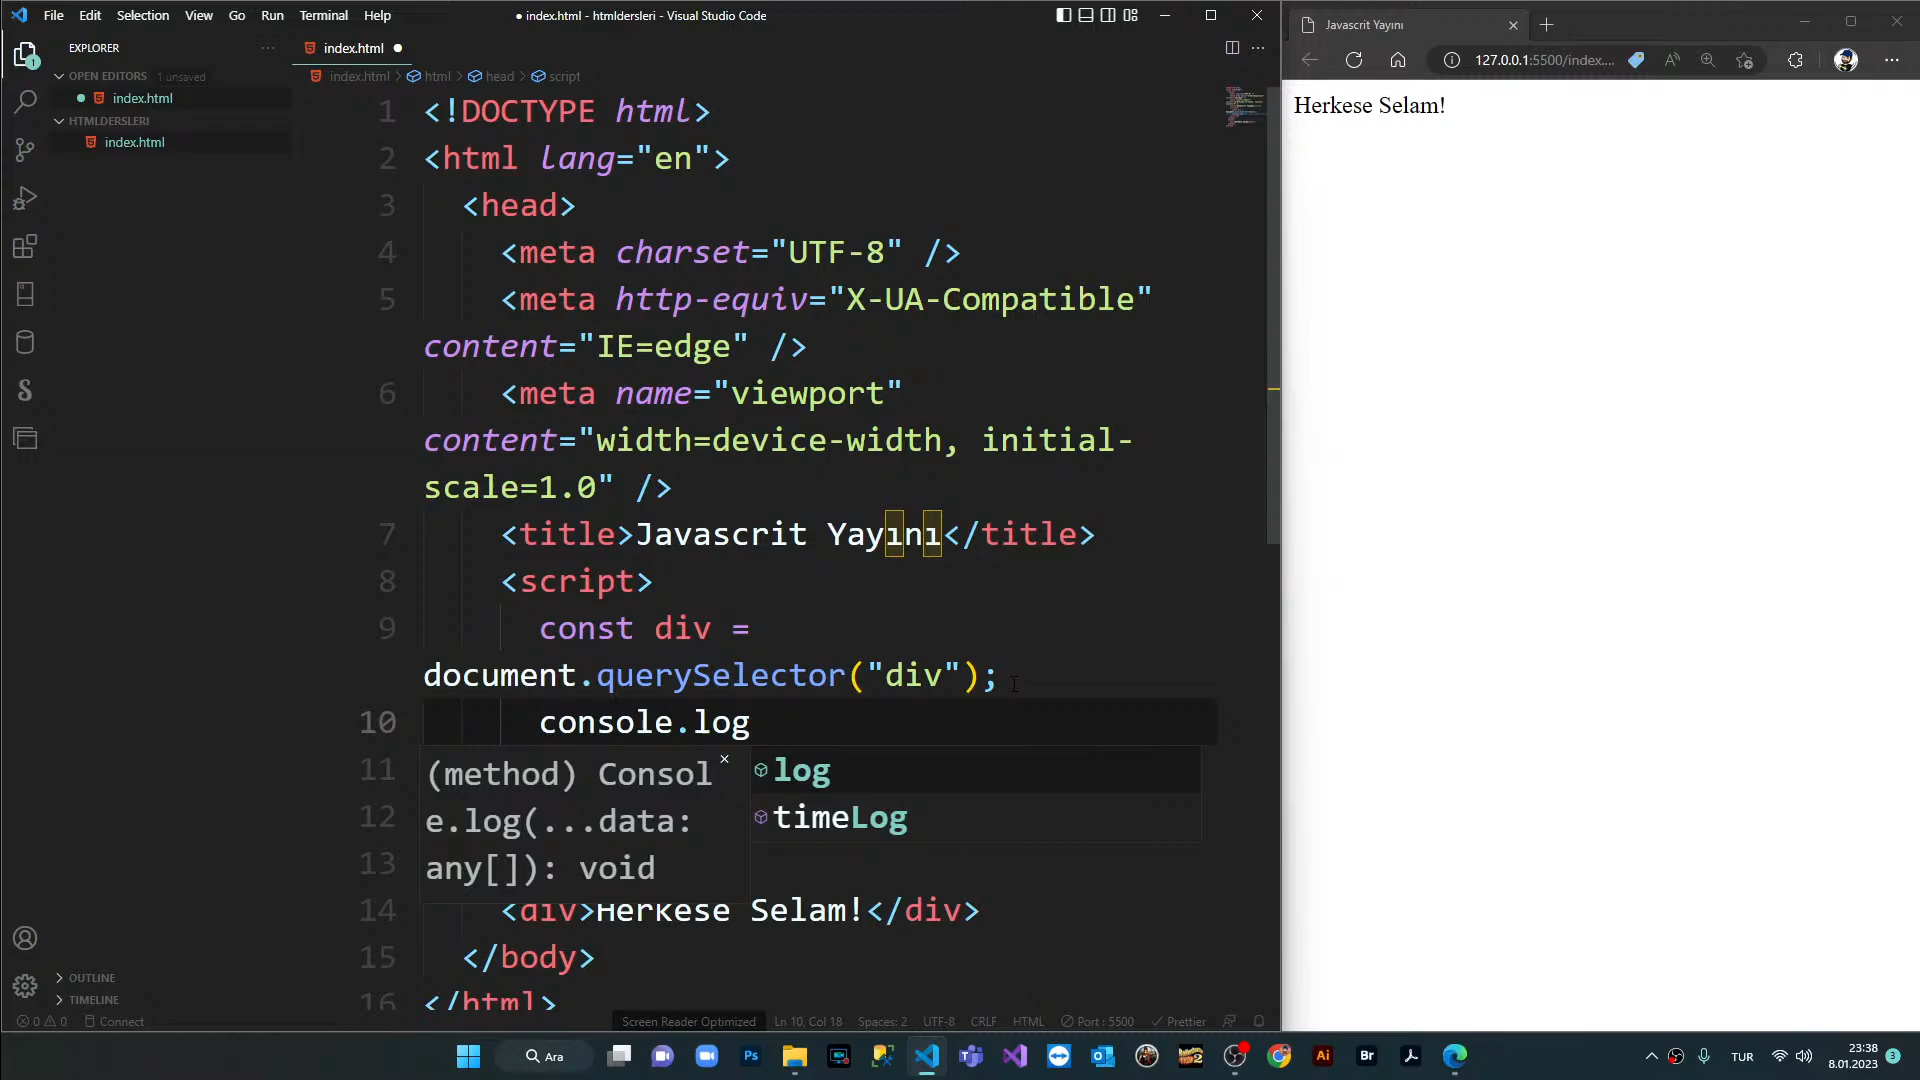 File Edit Selection View Go Run Terminal Help
● index.html - htmldersleri - Visual Studio Code
EXPLORER
OPEN EDITORS 1 unsaved
index.html
HTMLDERSLERI
index.html
OUTLINE
TIMELINE
index.html
index.html > html > head > script
1 <!DOCTYPE html>
2 <html lang="en">
3 <head>
4 <meta charset="UTF-8" />
5 <meta http-equiv="X-UA-Compatible"
content="IE=edge" />
6 <meta name="viewport"
content="width=device-width, initial-
scale=1.0" />
7 <title>Javascrit Yayını</title>
8 <script>
9 const div =
document.querySelector("div");
10 console.log
11
12
13
(method) Consol
e.log(...data:
any[]): void
log
timeLog
14 <div>Herkese Selam!</div>
15 </body>
16 </html>
0 0 Connect
Screen Reader Optimized Ln 10, Col 18 Spaces: 2 UTF-8 CRLF HTML Port : 5500 Prettier
Javascrit Yayını
127.0.0.1:5500/index....
Herkese Selam!
Ara
Ps
Ai
Br
TUR
23:38
8.01.2023
3